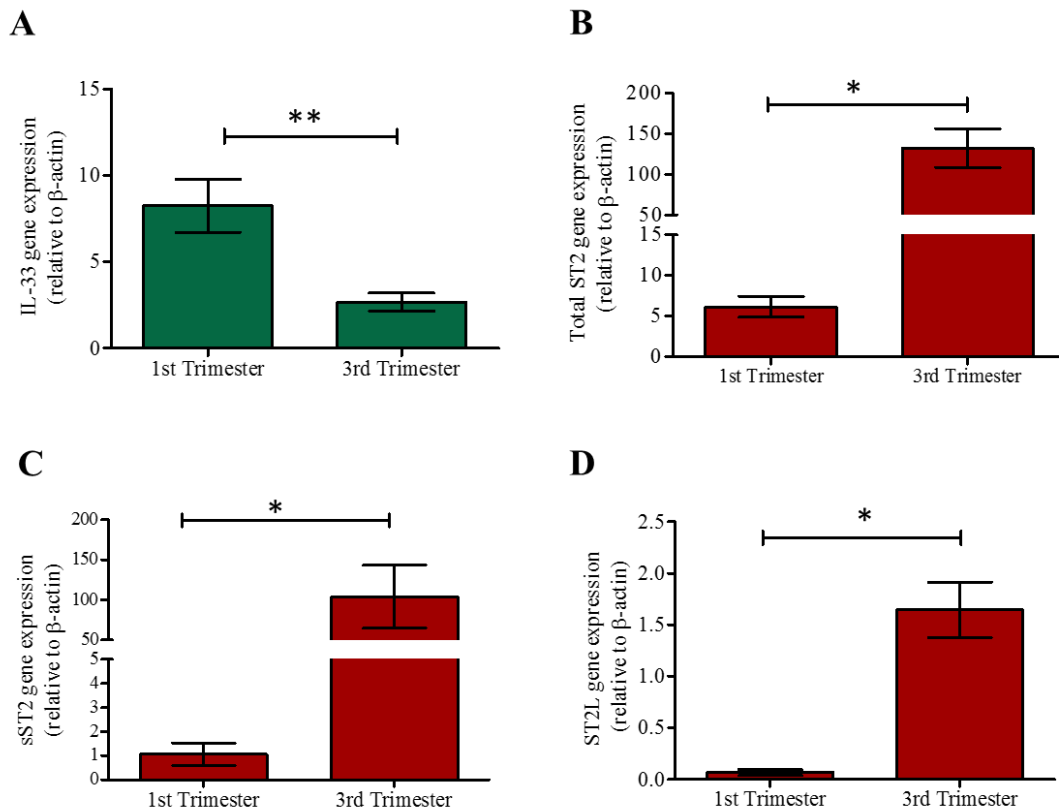 A
IL-33 gene expression
(relative to β-actin)
15
10
5
0
**
1st Trimester
3rd Trimester
B
Total ST2 gene expression
(relative to β-actin)
200
150
100
50
15
10
5
0
*
1st Trimester
3rd Trimester
C
sST2 gene expression
(relative to β-actin)
200
150
100
50
5
4
3
2
1
0
*
1st Trimester
3rd Trimester
D
ST2L gene expression
(relative to β-actin)
2.5
2.0
1.5
1.0
0.5
0.0
*
1st Trimester
3rd Trimester